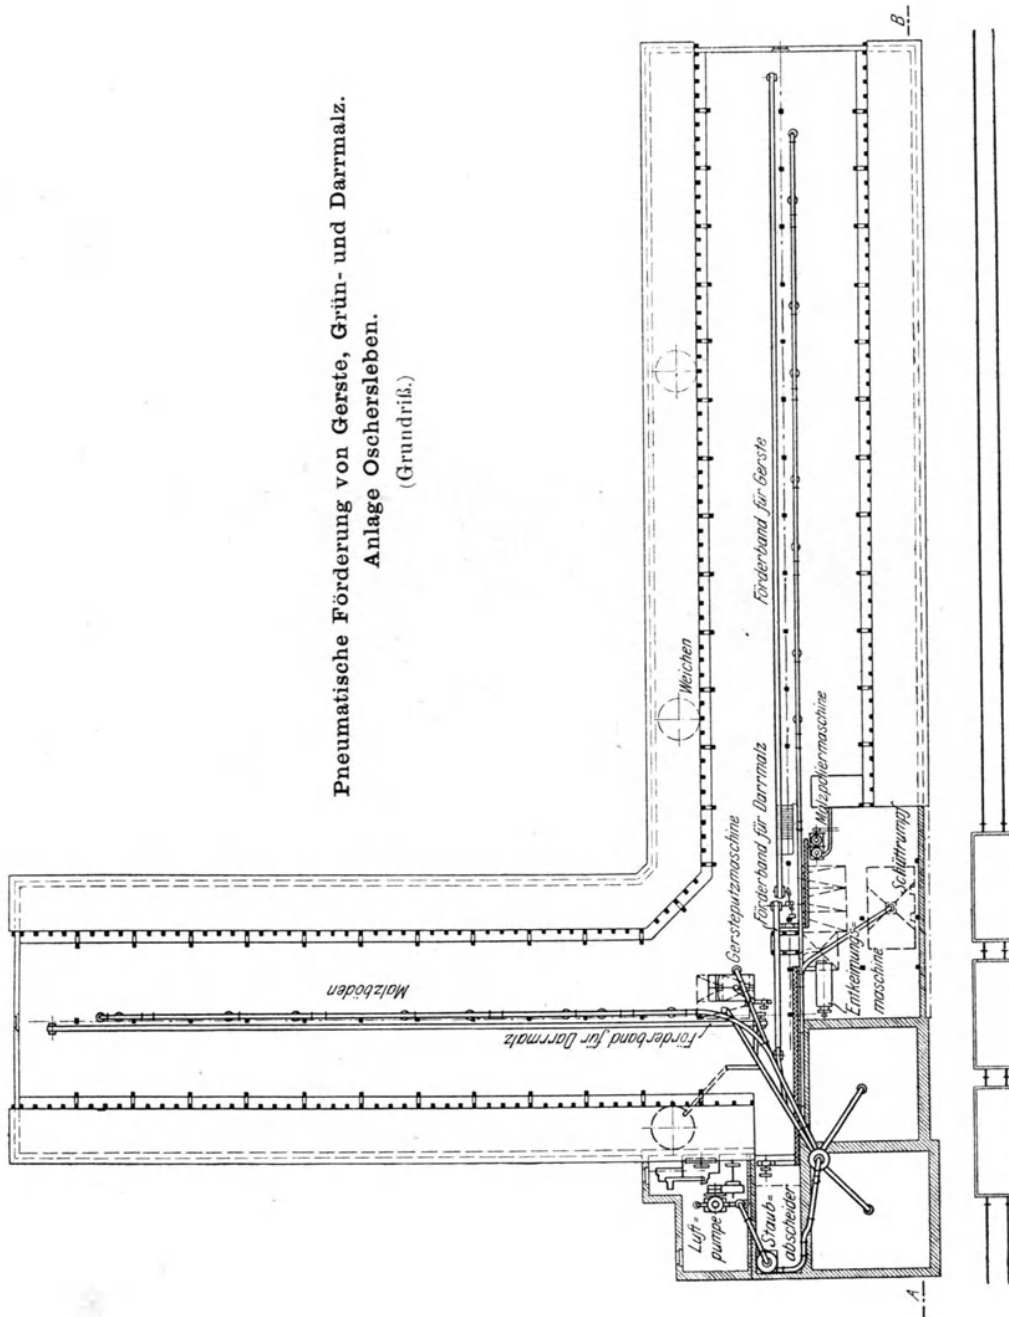 Pneumatische Förderung von Gerste, Grün- und Darrmalz.
Anlage Oschersleben.
(Grundriß.)
B
Förderband für Gerste
Weichen
Malzpoliermaschine
Förderband für Darrmalz
Gersteputzmaschine
Schüttrumpf
Entkeimungs=
maschine
Malzböden
Förderband für Darrmalz
Luft=
pumpe
Staub=
abscheider
A